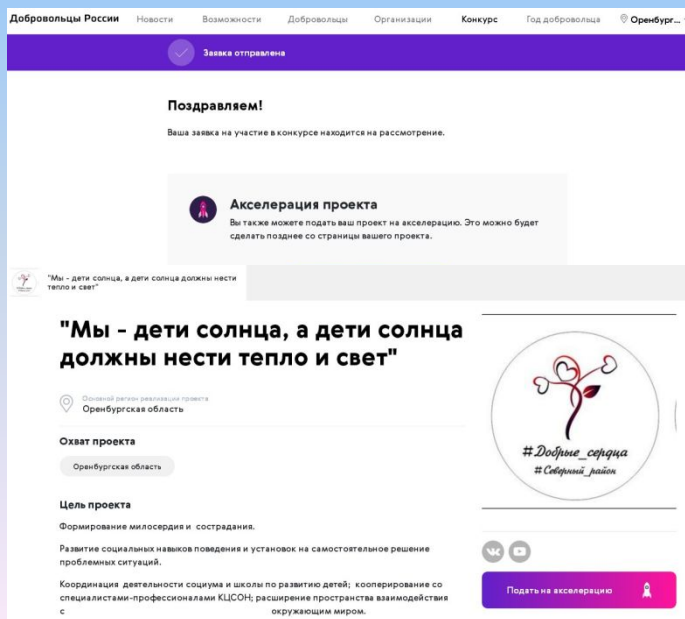 Добровольцы России Новости Возможности Добровольцы Организации Конкурс Год добровольца Оренбург...
Заявка отправлена
Поздравляем!
Ваша заявка на участие в конкурсе находится на рассмотрение.
Акселерация проекта
Вы также можете подать ваш проект на акселерацию. Это можно будет
сделать позднее со страницы вашего проекта.
"Мы - дети солнца, а дети солнца должны нести
тепло и свет"
"Мы - дети солнца, а дети солнца
должны нести тепло и свет"
Основной регион реализации проекта
Оренбургская область
Охват проекта
Оренбургская область
Цель проекта
Формирование милосердия и сострадания.
Развитие социальных навыков поведения и установок на самостоятельное решение
проблемных ситуаций.
Координация деятельности социума и школы по развитию детей; кооперирование со
специалистами-профессионалами КЦСОН; расширение пространства взаимодействия
с окружающим миром.
#Добрые_сердца
#Северный_район
Подать на акселерацию